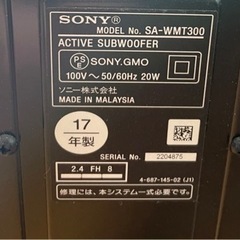 SONY®
MODEL NO. SA-WMT300
ACTIVE SUBWOOFER
PS
E
SONY.GMO
100V～50/60Hz 20W
ソニー株式会社
MADE IN MALAYSIA
17
年製
SERIAL No. 2204875
2.4 FH 8
4-687-145-02 (J1)
修理には、本システム一式が必要です。